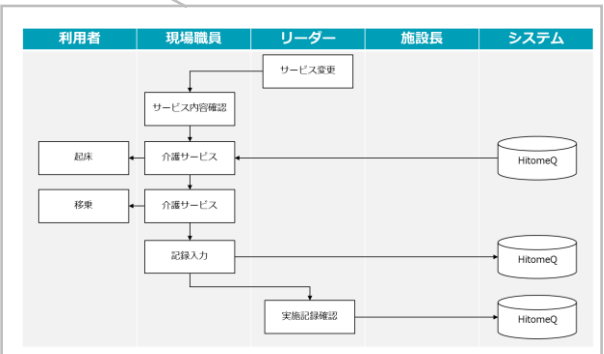 利用者 現場職員 リーダー 施設長 システム
サービス変更
サービス内容確認
起床 介護サービス HitomeQ
移乗 介護サービス
記録入力 HitomeQ
実施記録確認 HitomeQ